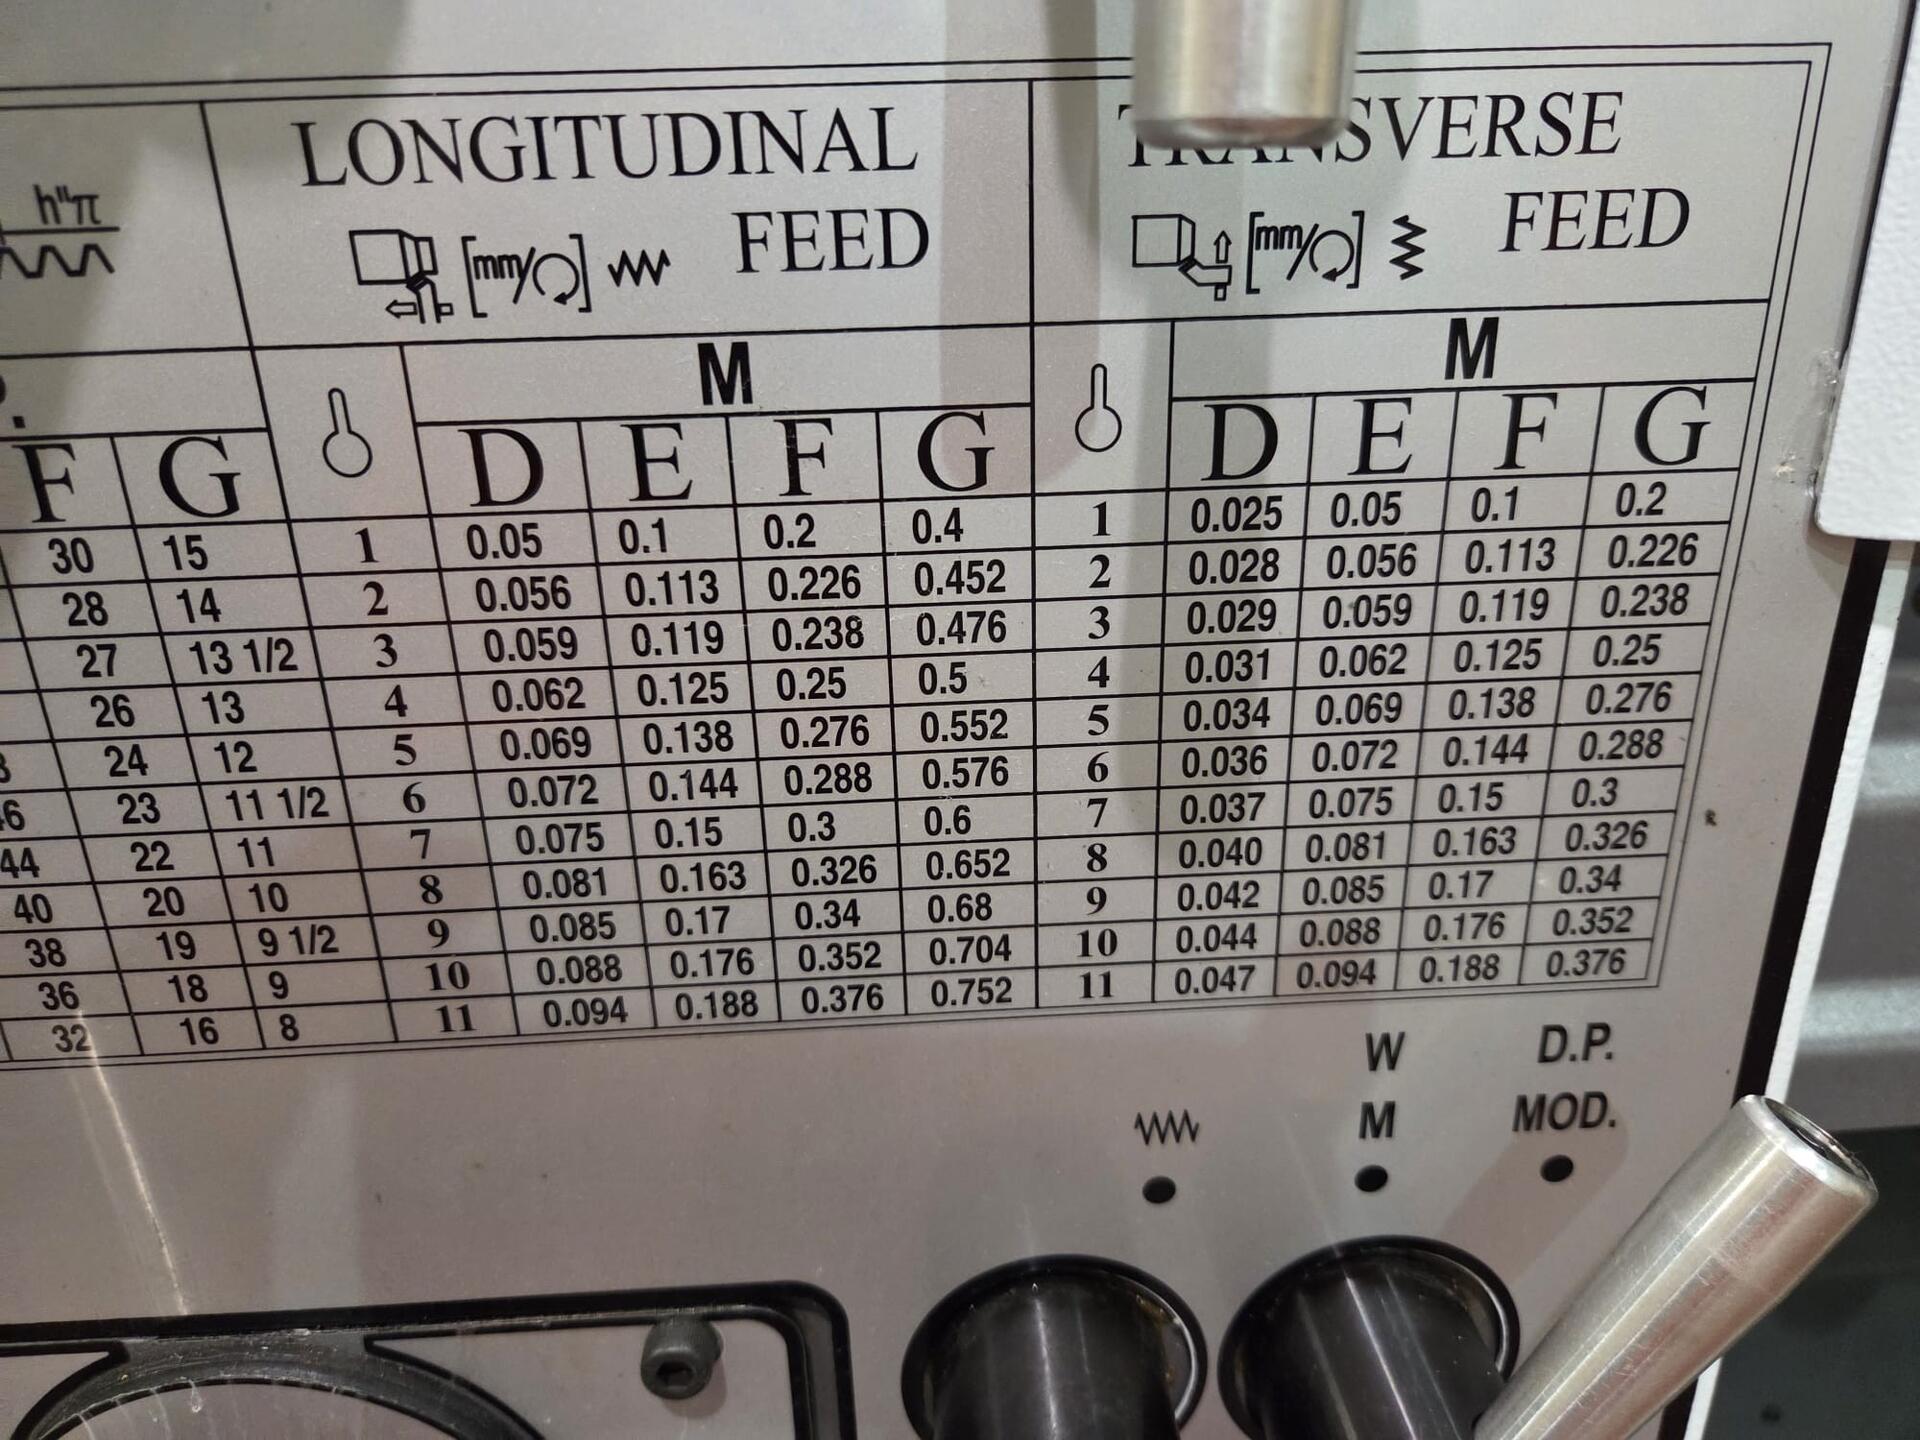 h"π
LONGITUDINAL
FEED
[mm/]
TRANSVERSE
FEED
[mm/]
M
M
F G D E F G D E F G
30 15 1 0.05 0.1 0.2 0.4 1 0.025 0.05 0.1 0.2
28 14 2 0.056 0.113 0.226 0.452 2 0.028 0.056 0.113 0.226
27 13 1/2 3 0.059 0.119 0.238 0.476 3 0.029 0.059 0.119 0.238
26 13 4 0.062 0.125 0.25 0.5 4 0.031 0.062 0.125 0.25
24 12 5 0.069 0.138 0.276 0.552 5 0.034 0.069 0.138 0.276
23 11 1/2 6 0.072 0.144 0.288 0.576 6 0.036 0.072 0.144 0.288
44 22 11 7 0.075 0.15 0.3 0.6 7 0.037 0.075 0.15 0.3
40 20 10 8 0.081 0.163 0.326 0.652 8 0.040 0.081 0.163 0.326
38 19 9 1/2 9 0.085 0.17 0.34 0.68 9 0.042 0.085 0.17 0.34
36 18 9 10 0.088 0.176 0.352 0.704 10 0.044 0.088 0.176 0.352
32 16 8 11 0.094 0.188 0.376 0.752 11 0.047 0.094 0.188 0.376
W D.P.
M MOD.